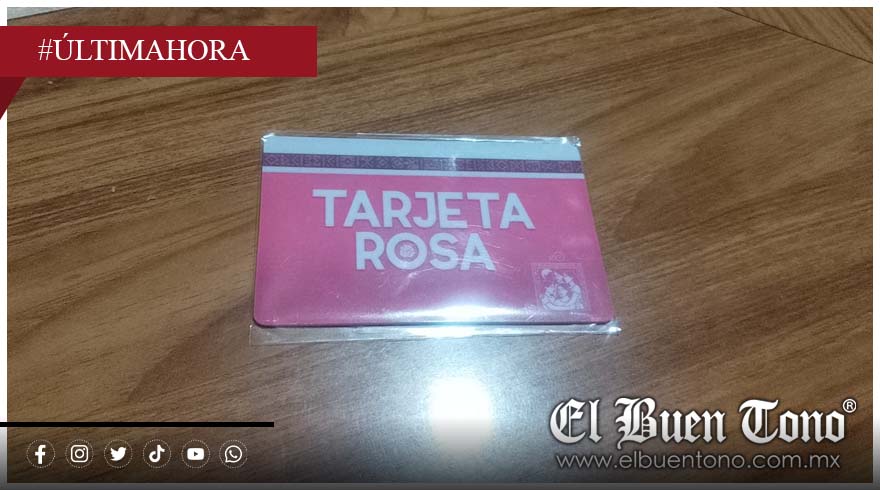 #ÚLTIMAHORA
TARJETA
ROSA
El Buen Tono®
www.elbuentono.com.mx